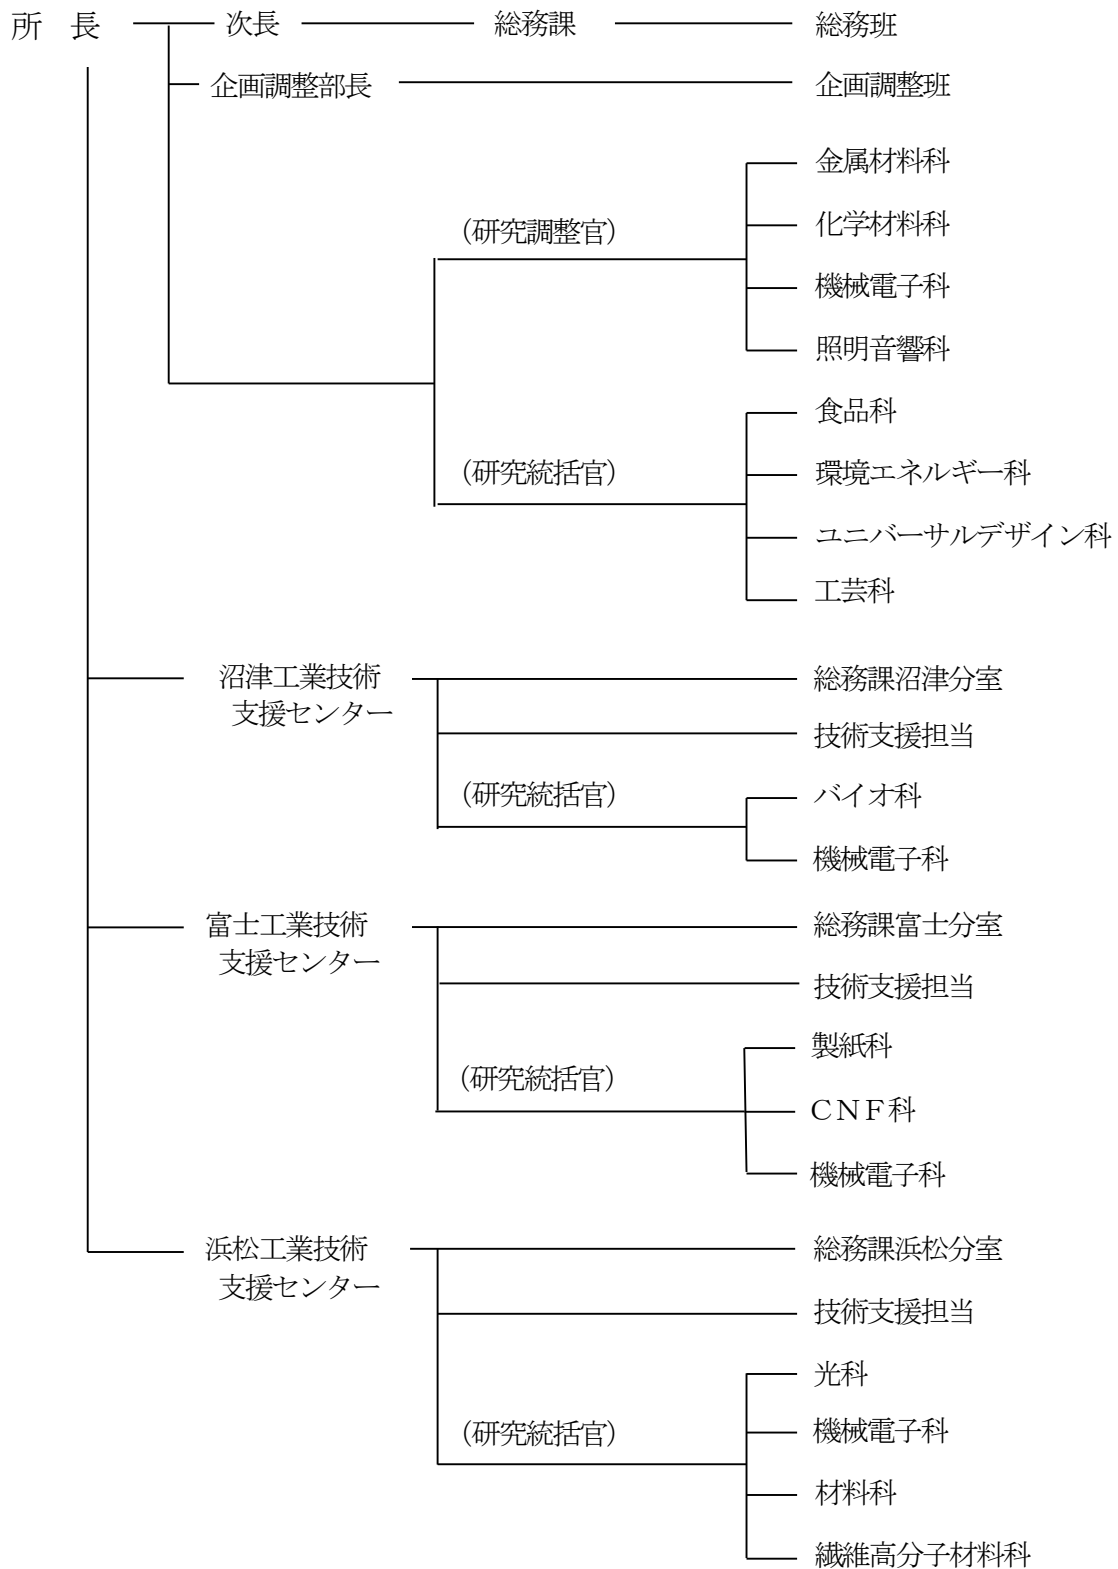 所　長　次長　総務課　総務班
企画調整部長　企画調整班
金属材料科
（研究調整官）　化学材料科
機械電子科
照明音響科
食品科
（研究統括官）　環境エネルギー科
ユニバーサルデザイン科
工芸科
沼津工業技術　総務課沼津分室
支援センター
技術支援担当
（研究統括官）　バイオ科
機械電子科
富士工業技術　総務課富士分室
支援センター
技術支援担当
製紙科
（研究統括官）
ＣＮＦ科
機械電子科
浜松工業技術　総務課浜松分室
支援センター
技術支援担当
光科
（研究統括官）　機械電子科
材料科
繊維高分子材料科